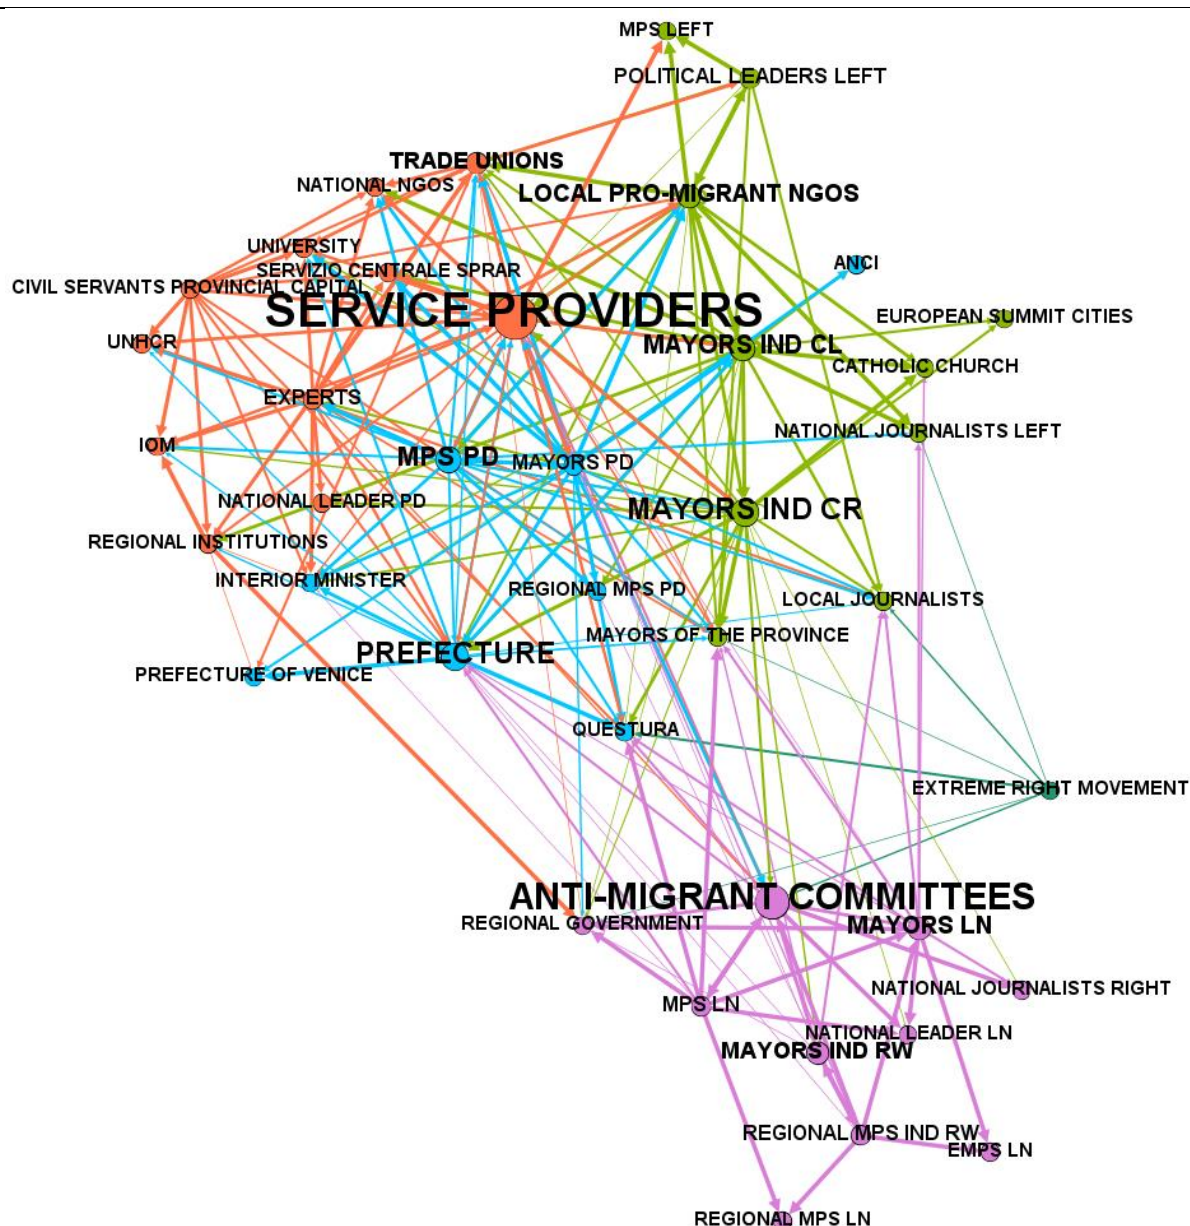 MPS LEFT
POLITICAL LEADERS LEFT
TRADE UNIONS
NATIONAL NGOS
LOCAL PRO-MIGRANT NGOS
UNIVERSITY
ANCI
SERVIZIO CENTRALE SPRAR
CIVIL SERVANTS PROVINCIAL CAPITAL
SERVICE PROVIDERS
EUROPEAN SUMMIT CITIES
UNHCR
MAYORS IND CL
CATHOLIC CHURCH
EXPERTS
NATIONAL JOURNALISTS LEFT
IOM
MPS PD
MAYORS PD
NATIONAL LEADER PD
MAYORS IND CR
REGIONAL INSTITUTIONS
INTERIOR MINISTER
REGIONAL MPS PD
LOCAL JOURNALISTS
MAYORS OF THE PROVINCE
PREFECTURE
PREFECTURE OF VENICE
QUESTURA
EXTREME RIGHT MOVEMENT
ANTI-MIGRANT COMMITTEES
REGIONAL GOVERNMENT
MAYORS LN
NATIONAL JOURNALISTS RIGHT
MPS LN
NATIONAL LEADER LN
MAYORS IND RW
REGIONAL MPS IND RW
EMPS LN
REGIONAL MPS LN